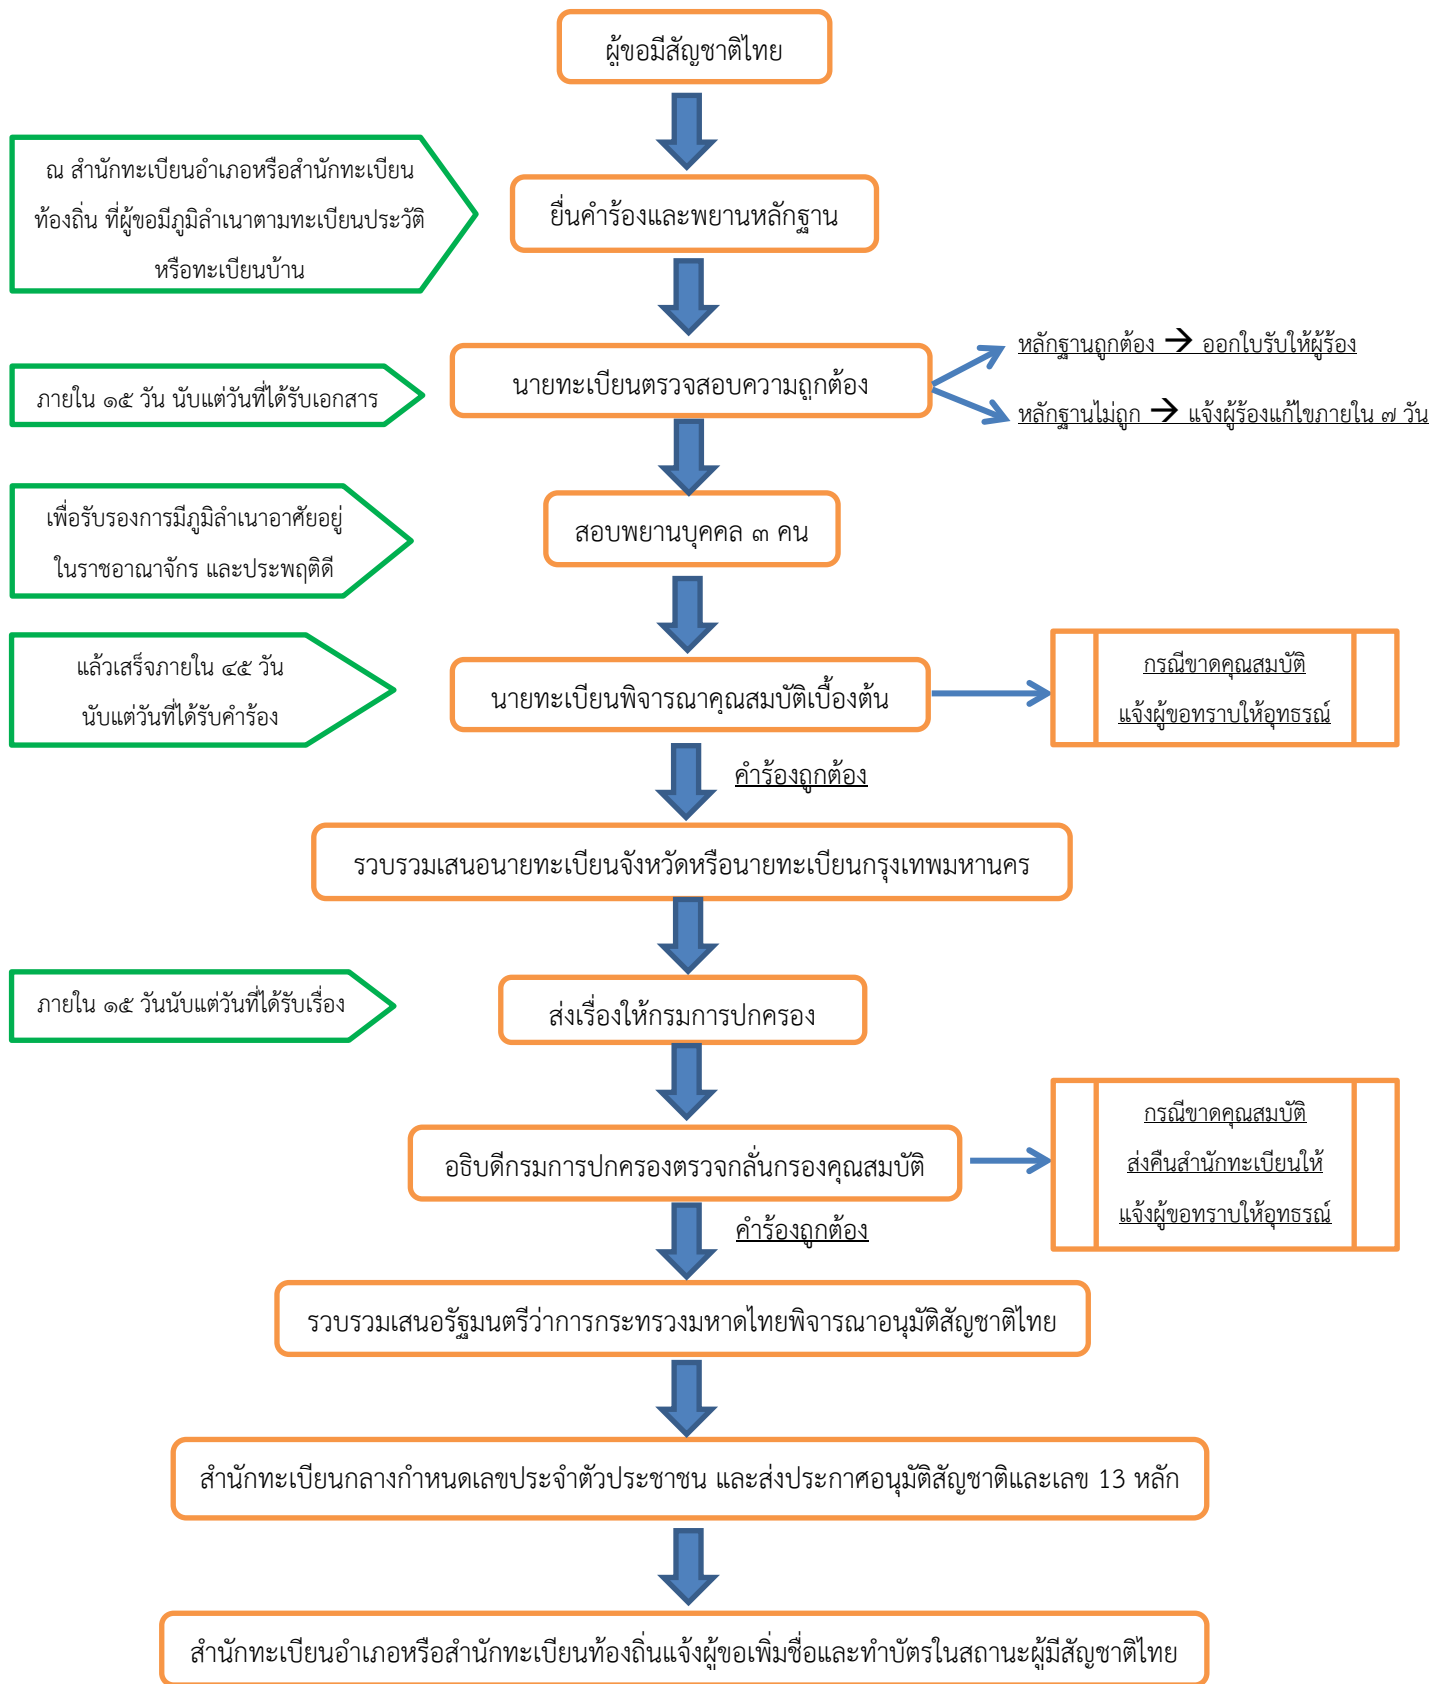 ผู้ขอมีสัญชาติไทย
ณ สำนักทะเบียนอำเภอหรือสำนักทะเบียน
ท้องถิ่น ที่ผู้ขอมีภูมิลำเนาตามทะเบียนประวัติ
หรือทะเบียนบ้าน
ยื่นคำร้องและพยานหลักฐาน
ภายใน ๑๕ วัน นับแต่วันที่ได้รับเอกสาร
นายทะเบียนตรวจสอบความถูกต้อง
หลักฐานถูกต้อง → ออกใบรับให้ผู้ร้อง
หลักฐานไม่ถูก → แจ้งผู้ร้องแก้ไขภายใน ๗ วัน
เพื่อรับรองการมีภูมิลำเนาอาศัยอยู่
ในราชอาณาจักร และประพฤติดี
สอบพยานบุคคล ๓ คน
แล้วเสร็จภายใน ๔๕ วัน
นับแต่วันที่ได้รับคำร้อง
นายทะเบียนพิจารณาคุณสมบัติเบื้องต้น
กรณีขาดคุณสมบัติ
แจ้งผู้ขอทราบให้อุทธรณ์
คำร้องถูกต้อง
รวบรวมเสนอนายทะเบียนจังหวัดหรือนายทะเบียนกรุงเทพมหานคร
ภายใน ๑๕ วันนับแต่วันที่ได้รับเรื่อง
ส่งเรื่องให้กรมการปกครอง
อธิบดีกรมการปกครองตรวจกลั่นกรองคุณสมบัติ
กรณีขาดคุณสมบัติ
ส่งคืนสำนักทะเบียนให้
แจ้งผู้ขอทราบให้อุทธรณ์
คำร้องถูกต้อง
รวบรวมเสนอรัฐมนตรีว่าการกระทรวงมหาดไทยพิจารณาอนุมัติสัญชาติไทย
สำนักทะเบียนกลางกำหนดเลขประจำตัวประชาชน และส่งประกาศอนุมัติสัญชาติและเลข 13 หลัก
สำนักทะเบียนอำเภอหรือสำนักทะเบียนท้องถิ่นแจ้งผู้ขอเพิ่มชื่อและทำบัตรในสถานะผู้มีสัญชาติไทย